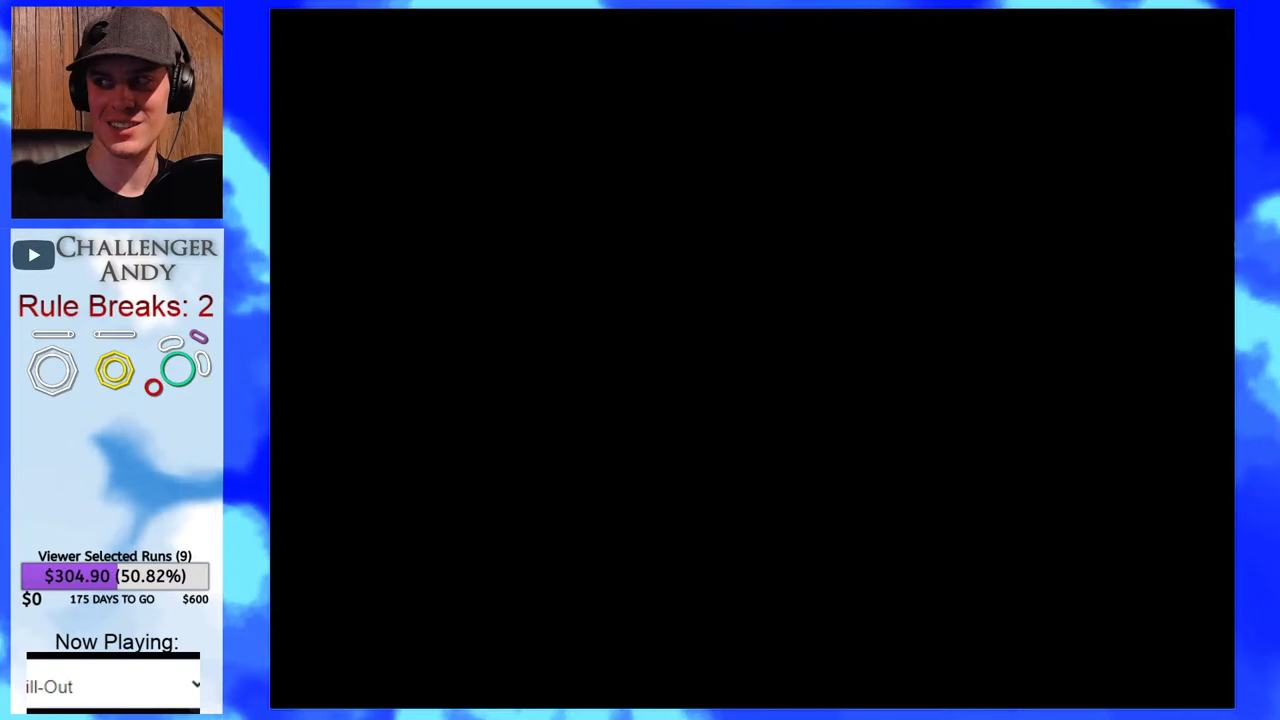 CHALLENGER
ANDY
Rule Breaks: 2
Viewer Selected Runs (9)
$304.90 (50.82%)
$0 175 DAYS TO GO $600
Now Playing:
ill-Out